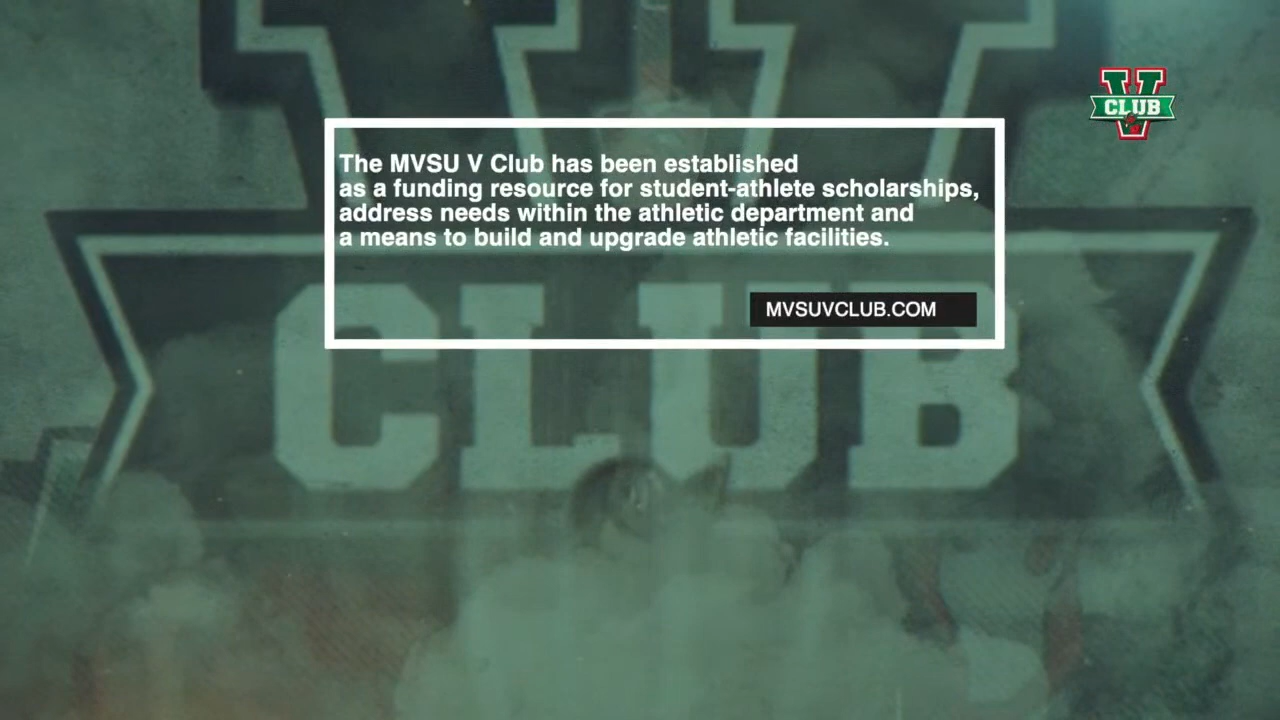 V
CLUB
The MVSU V Club has been established
as a funding resource for student-athlete scholarships,
address needs within the athletic department and
a means to build and upgrade athletic facilities.
MVSUVCLUB.COM
V
CLUB